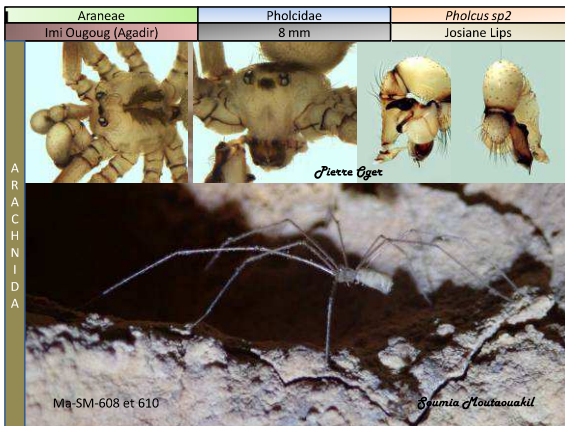 Araneae Pholcidae Pholcus sp2
Imi Ougoug (Agadir) 8 mm Josiane Lips
Pierre Oger
ARACHNIDA
Ma-SM-608 et 610
Soumia Moutaouakil